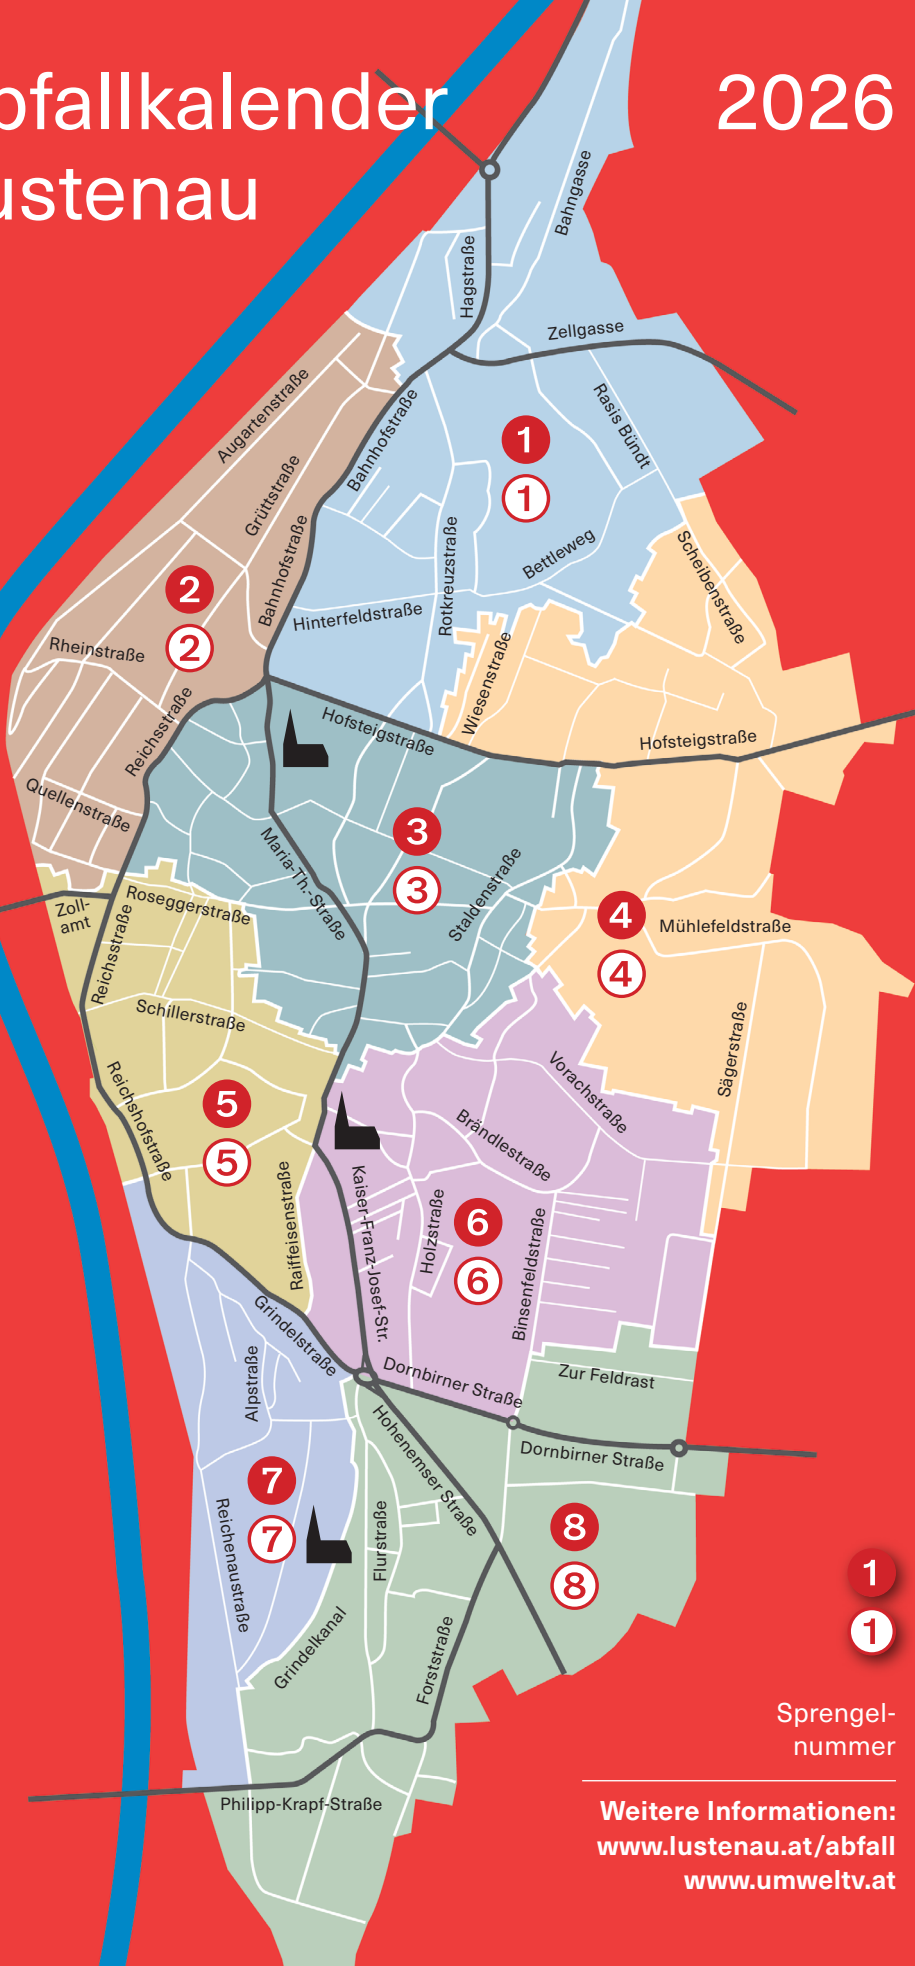 bfallkalender 2026
ustenau
Bahngasse
Hagstraße
Zellgasse
Augartenstraße
Bahnhofstraße
Rasis Bündt
1
1
Grüttstraße
Bahnhofstraße
Rotkreuzstraße
Bettleweg
Scheibenstraße
2
2
Hinterfeldstraße
Rheinstraße
Wiesenstraße
Reichsstraße
Hofsteigstraße
Hofsteigstraße
Quellenstraße
Maria-Th.-Straße
3
3
Staldenstraße
4
4
Mühlefeldstraße
Zoll-
amt
Roseggerstraße
Reichsstraße
Schillerstraße
Sägerstraße
Vorachstraße
Reichshofstraße
5
5
Brändlestraße
Raiffeisenstraße
Kaiser-Franz-Josef-Str.
Holzstraße
6
6
Binsenfeldstraße
Grindelstraße
Alpstraße
Dornbirner Straße
Zur Feldrast
Hohenemser Straße
Dornbirner Straße
7
7
Reichenaustraße
Flurstraße
8
8
Grindelkanal
Forststraße
Philipp-Krapf-Straße
1
1
Sprengel-
nummer
Weitere Informationen:
www.lustenau.at/abfall
www.umweltv.at